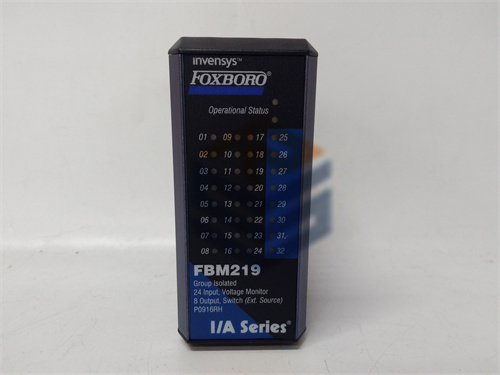 invensys™
FOXBORO®
Operational Status
01 09 17 25
02 10 18 26
03 11 19 27
04 12 20 28
05 13 21 29
06 14 22 30
07 15 23 31
08 16 24 32
FBM219
Group Isolated
24 Input, Voltage Monitor
8 Output, Switch (Ext. Source)
P0916RH
I/A Series®